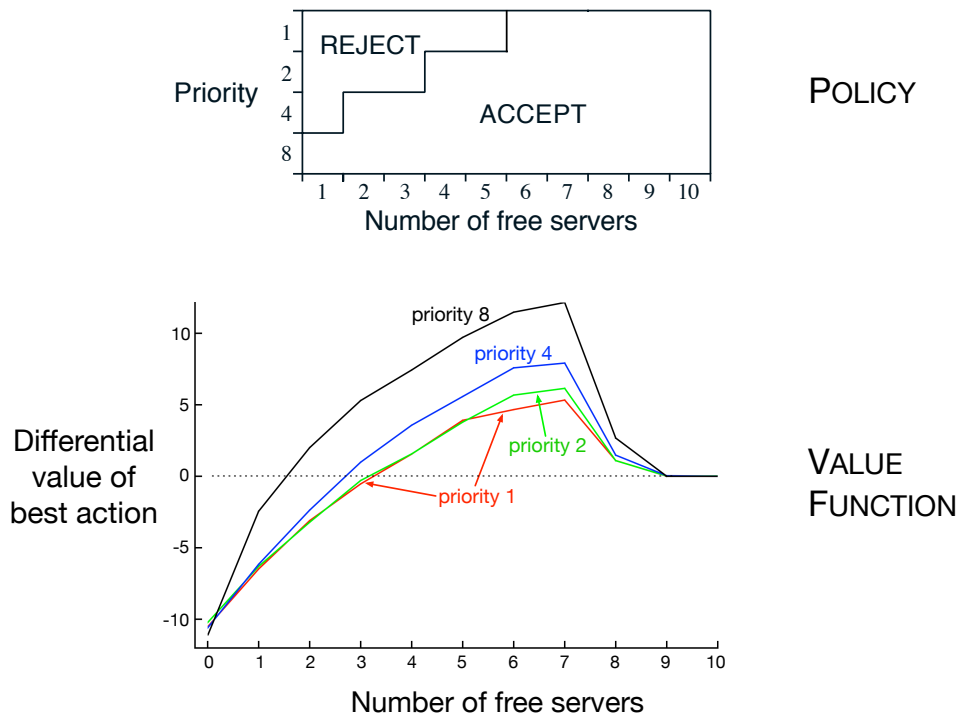 1
REJECT
2
Priority
4
ACCEPT
8
1 2 3 4 5 6 7 8 9 10
Number of free servers
POLICY
priority 8
10
priority 4
5
priority 2
Differential
value of
best action
0
priority 1
VALUE
FUNCTION
-5
-10
0 1 2 3 4 5 6 7 8 9 10
Number of free servers